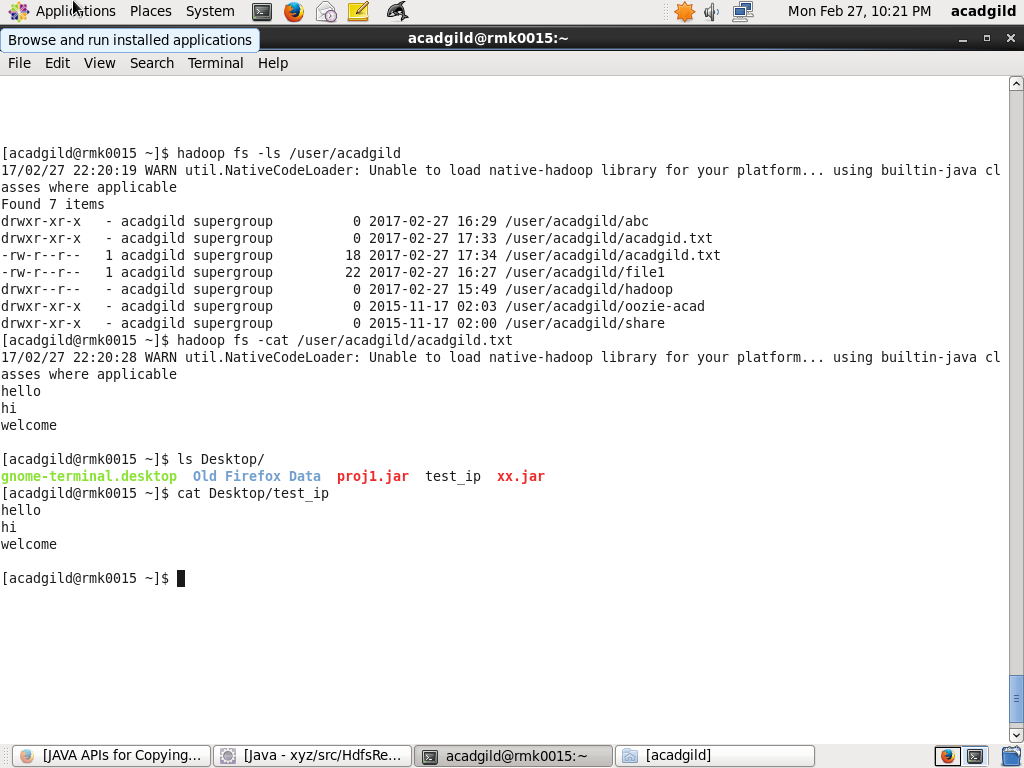 Applications Places System Mon Feb 27, 10:21 PM acadgild
Browse and run installed applications
acadgild@rmk0015:~
File Edit View Search Terminal Help
[acadgild@rmk0015 ~]$ hadoop fs -ls /user/acadgild
17/02/27 22:20:19 WARN util.NativeCodeLoader: Unable to load native-hadoop library for your platform... using builtin-java cl
asses where applicable
Found 7 items
drwxr-xr-x   - acadgild supergroup          0 2017-02-27 16:29 /user/acadgild/abc
drwxr-xr-x   - acadgild supergroup          0 2017-02-27 17:33 /user/acadgild/acadgid.txt
-rw-r--r--   1 acadgild supergroup         18 2017-02-27 17:34 /user/acadgild/acadgild.txt
-rw-r--r--   1 acadgild supergroup         22 2017-02-27 16:27 /user/acadgild/file1
drwxr--r--   - acadgild supergroup          0 2017-02-27 15:49 /user/acadgild/hadoop
drwxr-xr-x   - acadgild supergroup          0 2015-11-17 02:03 /user/acadgild/oozie-acad
drwxr-xr-x   - acadgild supergroup          0 2015-11-17 02:00 /user/acadgild/share
[acadgild@rmk0015 ~]$ hadoop fs -cat /user/acadgild/acadgild.txt
17/02/27 22:20:28 WARN util.NativeCodeLoader: Unable to load native-hadoop library for your platform... using builtin-java cl
asses where applicable
hello
hi
welcome
[acadgild@rmk0015 ~]$ ls Desktop/
gnome-terminal.desktop  Old Firefox Data  proj1.jar  test_ip  xx.jar
[acadgild@rmk0015 ~]$ cat Desktop/test_ip
hello
hi
welcome
[acadgild@rmk0015 ~]$
[JAVA APIs for Copying... [Java - xyz/src/HdfsRe... acadgild@rmk0015:~ [acadgild]